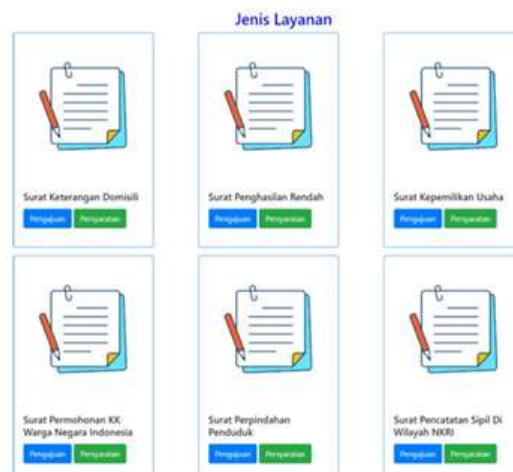 Jenis Layanan
Surat Keterangan Domisili
Pengajuan Persyaratan
Surat Penghasilan Rendah
Pengajuan Persyaratan
Surat Kepemilikan Usaha
Pengajuan Persyaratan
Surat Permohonan KK
Warga Negara Indonesia
Pengajuan Persyaratan
Surat Perpindahan
Penduduk
Pengajuan Persyaratan
Surat Pencatatan Sipil Di
Wilayah NKRI
Pengajuan Persyaratan